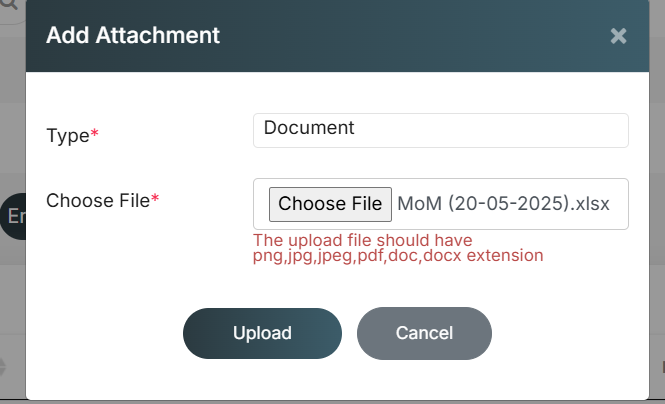 Add Attachment ×
Type*
Document
Choose File*
Choose File MoM (20-05-2025).xlsx
The upload file should have
png,jpg,jpeg,pdf,doc,docx extension
Er
Upload
Cancel